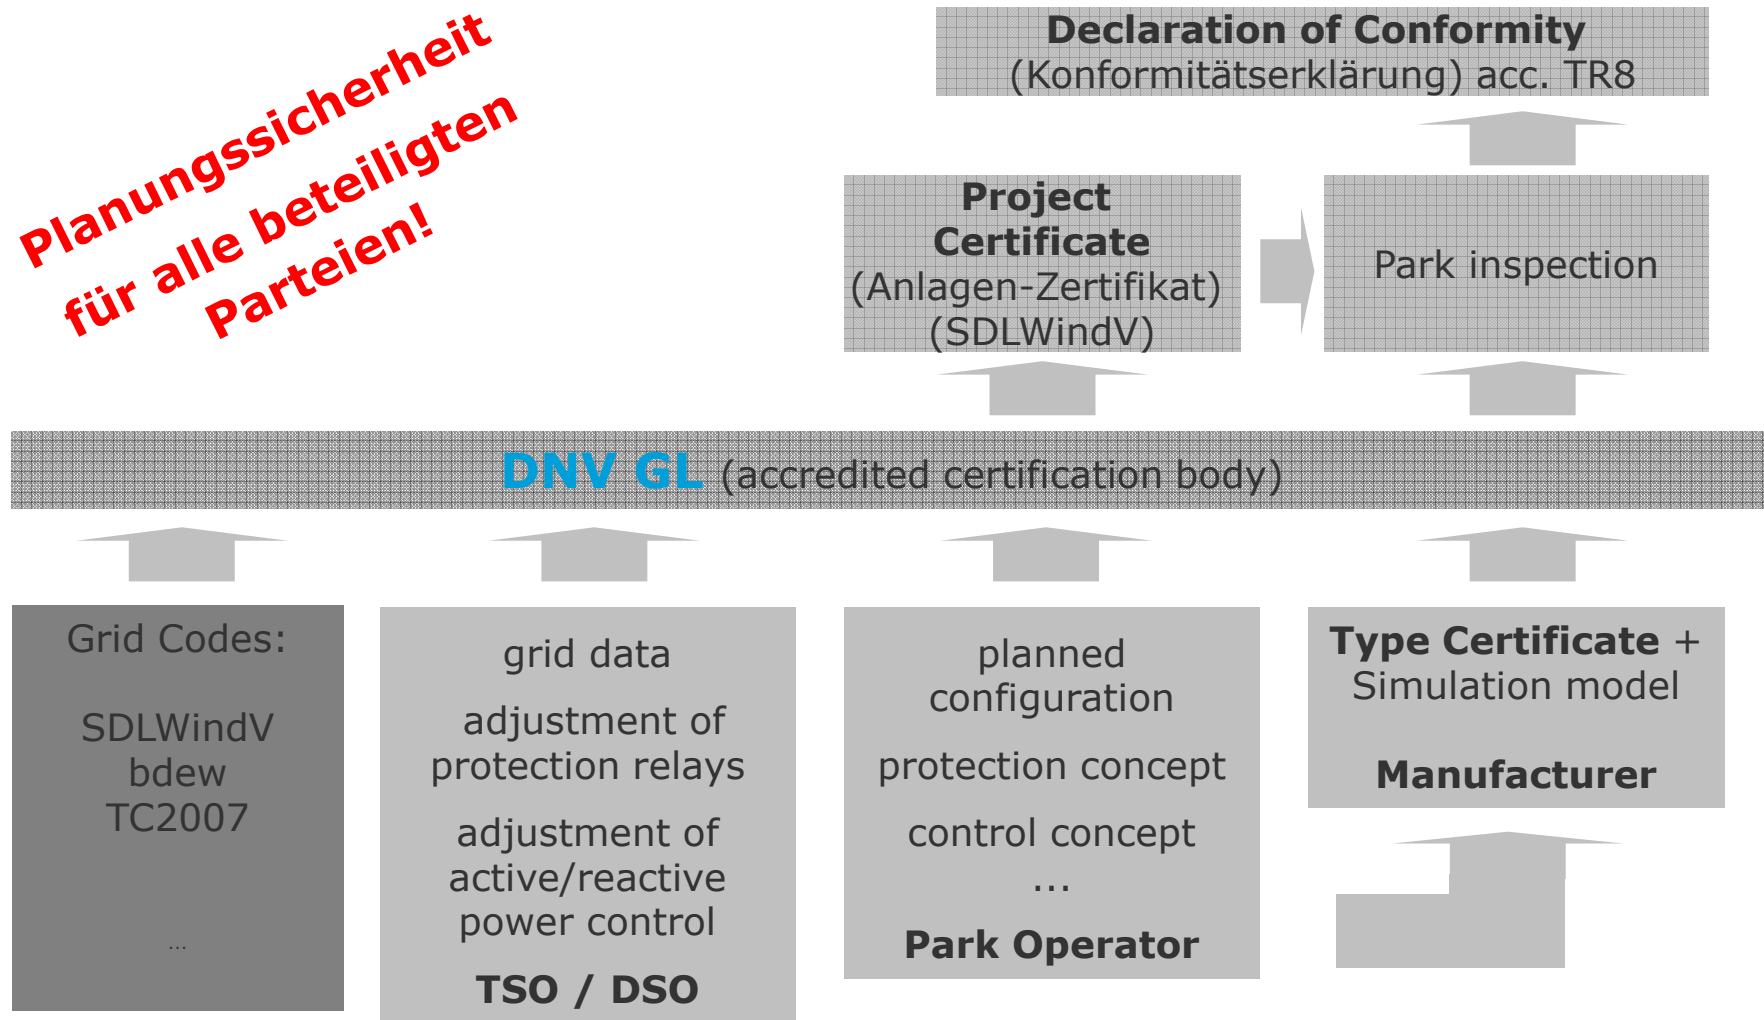 Planungssicherheit
für alle beteiligten
Parteien!
Declaration of Conformity
(Konformitätserklärung) acc. TR8
Project
Certificate
(Anlagen-Zertifikat)
(SDLWindV)
Park inspection
DNV GL (accredited certification body)
Grid Codes:
SDLWindV
bdew
TC2007
...
grid data
adjustment of
protection relays
adjustment of
active/reactive
power control
TSO / DSO
planned
configuration
protection concept
control concept
...
Park Operator
Type Certificate +
Simulation model
Manufacturer